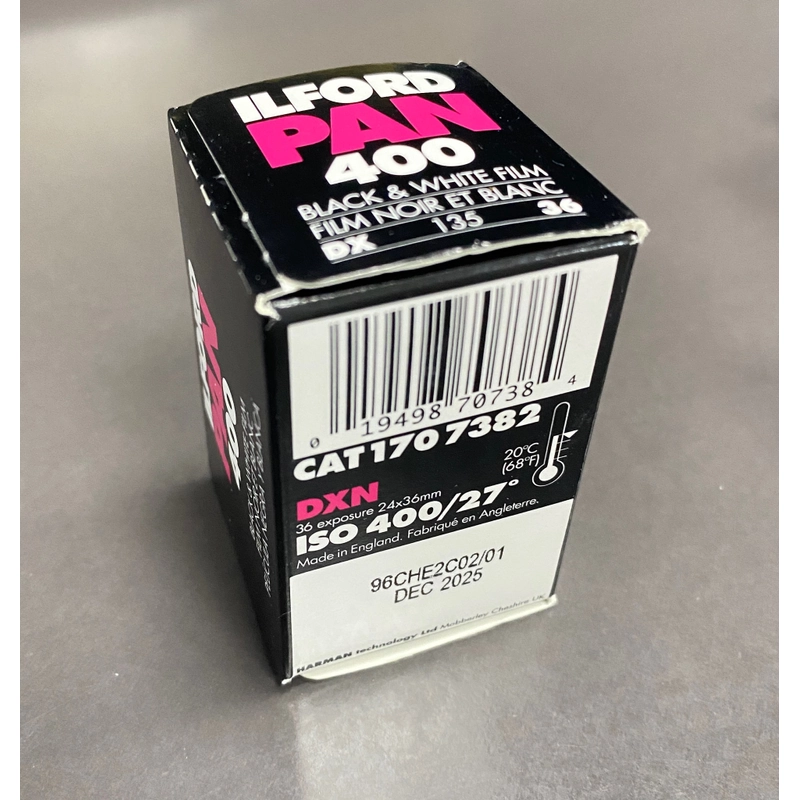 ILFORD
PAN
400
BLACK & WHITE FILM
FILM NOIR ET BLANC
DX 135 36
0 19498 70738 4
CAT 170 7382
20°C
(68°F)
DXN
36 exposure 24x36mm
ISO 400/27°
Made in England. Fabriqué en Angleterre.
96CHE2C02/01
DEC 2025
HARMAN technology Ltd Mobberley Cheshire UK
400